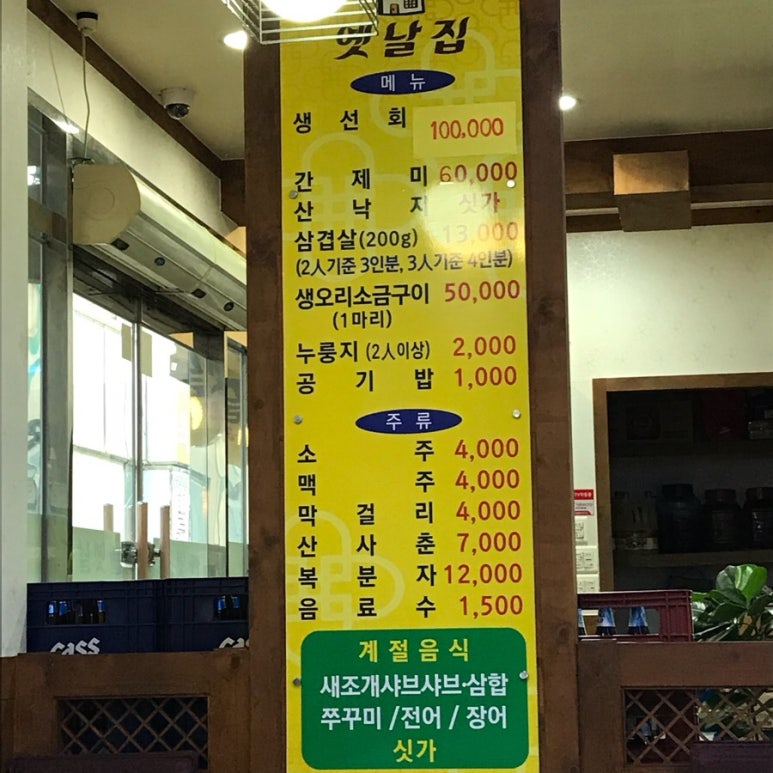 옛날집
메뉴
생선회 100,000
간제미 60,000
산낙지 싯가
삼겹살(200g) 13,000
(2人기준 3인분, 3人기준 4인분)
생오리소금구이 50,000
(1마리)
누룽지 (2人이상) 2,000
공기밥 1,000
주류
소주 4,000
맥주 4,000
막걸리 4,000
산사춘 7,000
복분자 12,000
음료수 1,500
계절음식
새조개샤브샤브·삼합
쭈꾸미 / 전어 / 장어
싯가
cass
cass